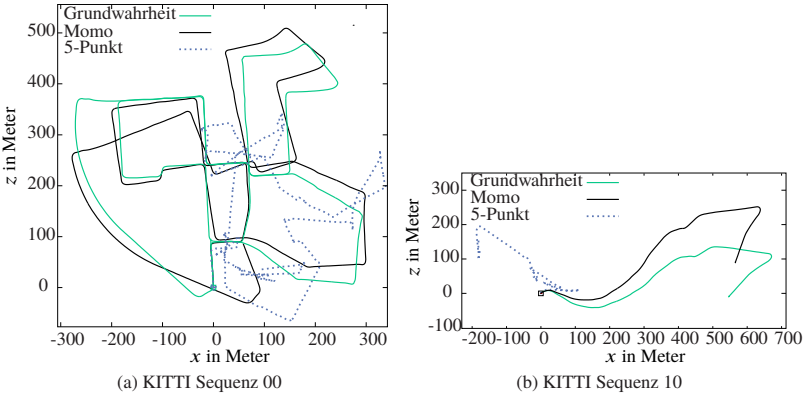 Grundwahrheit
Momo
5-Punkt
500
400
300
200
100
0
z in Meter
-300 -200 -100 0 100 200 300
x in Meter
(a) KITTI Sequenz 00
Grundwahrheit
Momo
5-Punkt
300
200
100
0
-100
z in Meter
-200 -100 0 100 200 300 400 500 600 700
x in Meter
(b) KITTI Sequenz 10